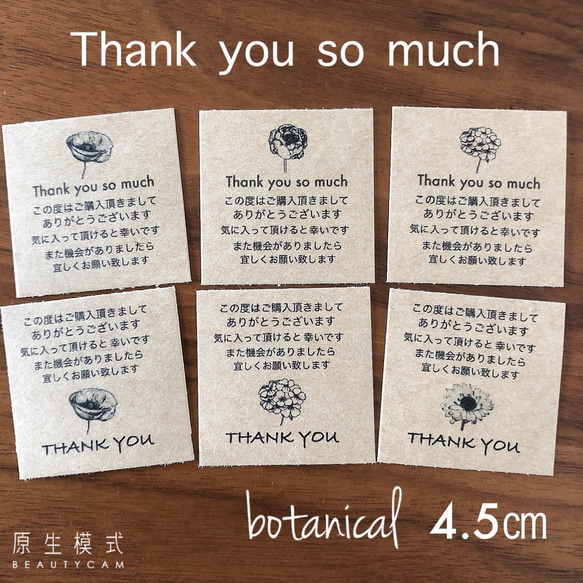 Thank you so much
Thank you so much
この度はご購入頂きまして
ありがとうございます
気に入って頂けると幸いです
また機会がありましたら
宜しくお願い致します
Thank you so much
この度はご購入頂きまして
ありがとうございます
気に入って頂けると幸いです
また機会がありましたら
宜しくお願い致します
Thank you so much
この度はご購入頂きまして
ありがとうございます
気に入って頂けると幸いです
また機会がありましたら
宜しくお願い致します
この度はご購入頂きまして
ありがとうございます
気に入って頂けると幸いです
また機会がありましたら
宜しくお願い致します
THANK YOU
この度はご購入頂きまして
ありがとうございます
気に入って頂けると幸いです
また機会がありましたら
宜しくお願い致します
THANK YOU
この度はご購入頂きまして
ありがとうございます
気に入って頂けると幸いです
また機会がありましたら
宜しくお願い致します
THANK YOU
botanical 4.5cm
原生模式
BEAUTYCAM